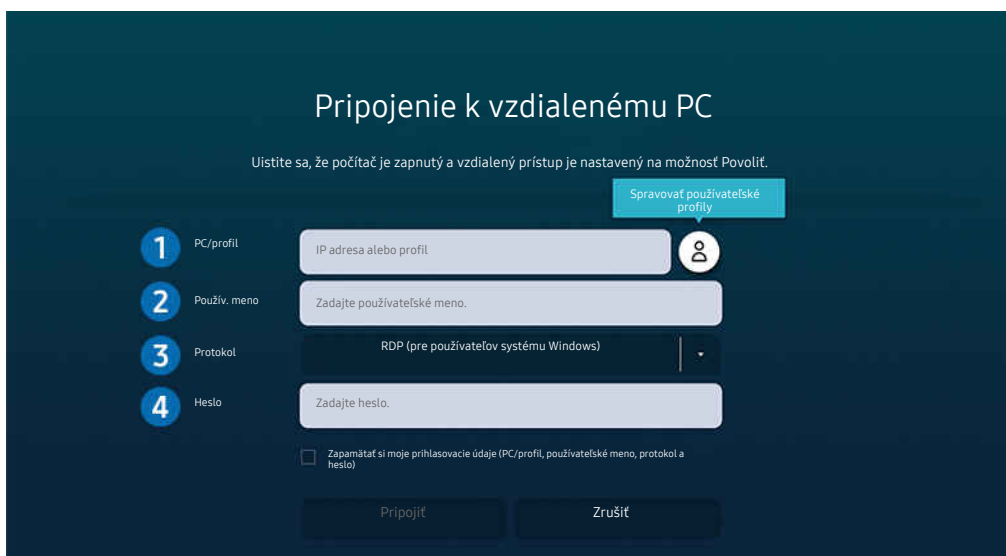 Pripojenie k vzdialenému PC
Uistite sa, že počítač je zapnutý a vzdialený prístup je nastavený na možnosť Povoliť.
Spravovať používateľské
profily
1 PC/profil IP adresa alebo profil
2 Použív. meno Zadajte používateľské meno.
3 Protokol RDP (pre používateľov systému Windows)
4 Heslo Zadajte heslo.
Zapamätať si moje prihlasovacie údaje (PC/profil, používateľské meno, protokol a
heslo)
Pripojiť Zrušiť